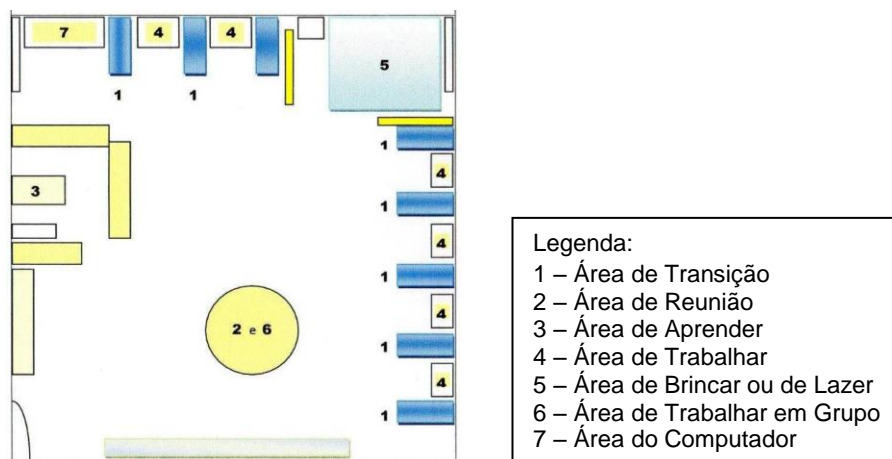 7
4
4
5
1
1
1
4
3
1
4
1
4
2 e 6
1
4
1
Legenda:
1 – Área de Transição
2 – Área de Reunião
3 – Área de Aprender
4 – Área de Trabalhar
5 – Área de Brincar ou de Lazer
6 – Área de Trabalhar em Grupo
7 – Área do Computador